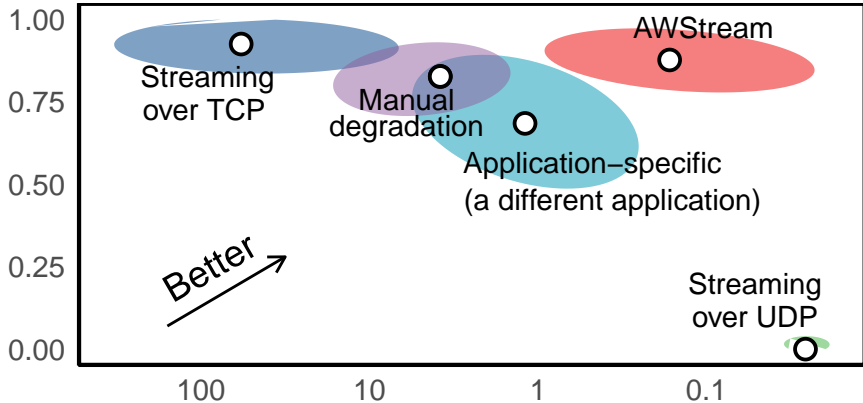 1.00
AWStream
Streaming
over TCP
0.75
Manual
degradation
Application−specific
(a different application)
0.50
Better
0.25
Streaming
over UDP
0.00
100
10
1
0.1